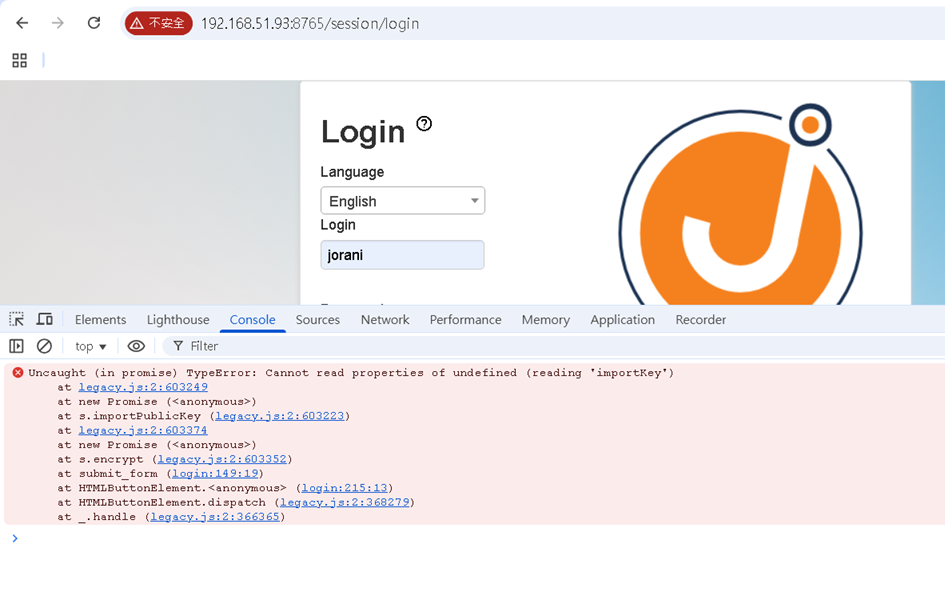 不安全 192.168.51.93:8765/session/login
Login
Language
English
Login
jorani
Elements Lighthouse Console Sources Network Performance Memory Application Recorder
top Filter
Uncaught (in promise) TypeError: Cannot read properties of undefined (reading 'importKey')
at legacy.js:2:603249
at new Promise (<anonymous>)
at s.importPublicKey (legacy.js:2:603223)
at legacy.js:2:603374
at new Promise (<anonymous>)
at s.encrypt (legacy.js:2:603352)
at submit_form (login:149:19)
at HTMLButtonElement.<anonymous> (login:215:13)
at HTMLButtonElement.dispatch (legacy.js:2:368279)
at _.handle (legacy.js:2:366365)